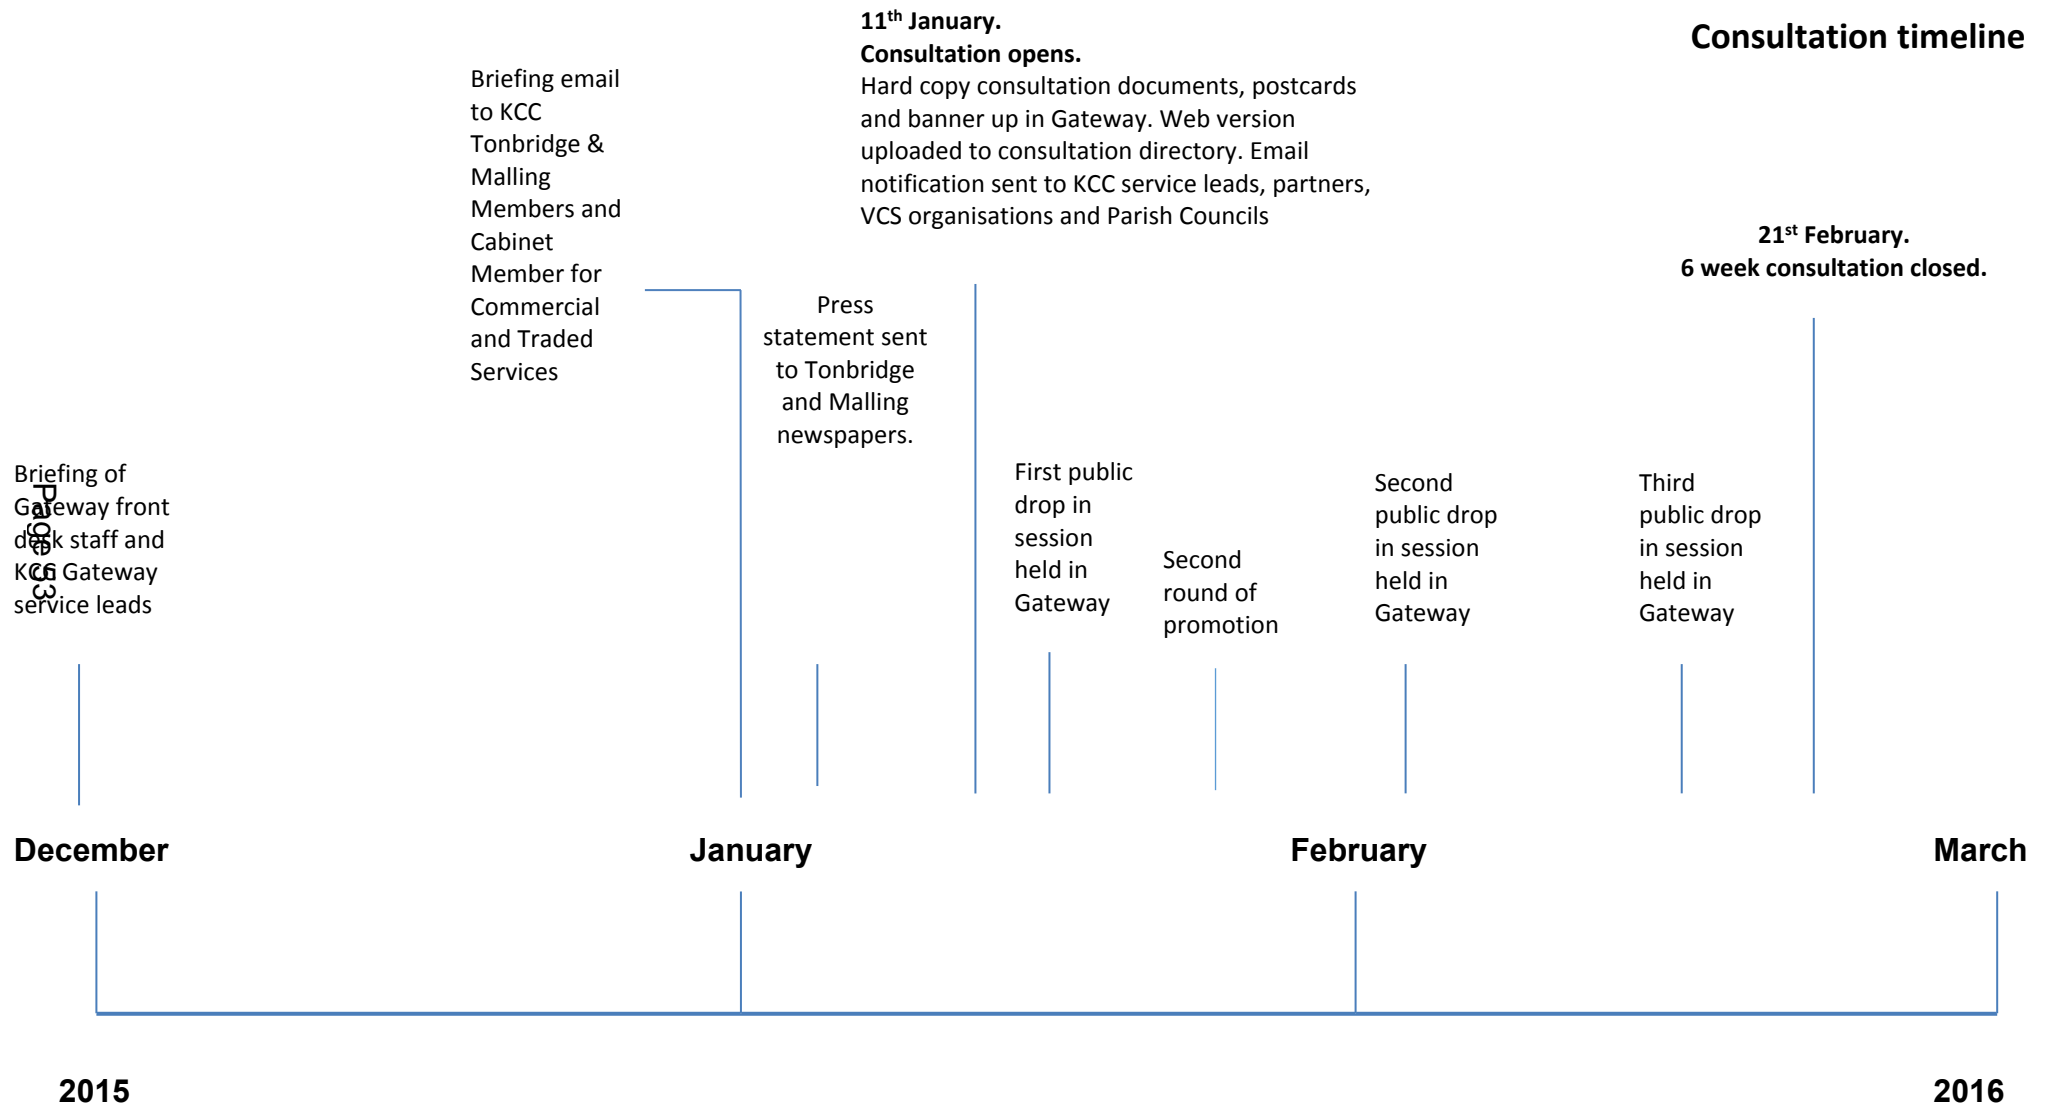 Consultation timeline
11th January.
Consultation opens.
Hard copy consultation documents, postcards
and banner up in Gateway. Web version
uploaded to consultation directory. Email
notification sent to KCC service leads, partners,
VCS organisations and Parish Councils
Briefing email
to KCC
Tonbridge &
Malling
Members and
Cabinet
Member for
Commercial
and Traded
Services
21st February.
6 week consultation closed.
Press
statement sent
to Tonbridge
and Malling
newspapers.
Briefing of
Gateway front
desk staff and
KCC Gateway
service leads
Page 93
First public
drop in
session
held in
Gateway
Second
round of
promotion
Second
public drop
in session
held in
Gateway
Third
public drop
in session
held in
Gateway
December
January
February
March
2015
2016